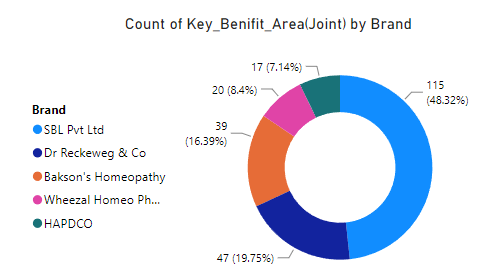 Count of Key_Benifit_Area(Joint) by Brand
17 (7.14%)
20 (8.4%)
39
(16.39%)
115
(48.32%)
47 (19.75%)
Brand
SBL Pvt Ltd
Dr Reckeweg & Co
Bakson's Homeopathy
Wheezal Homeo Ph...
HAPDCO